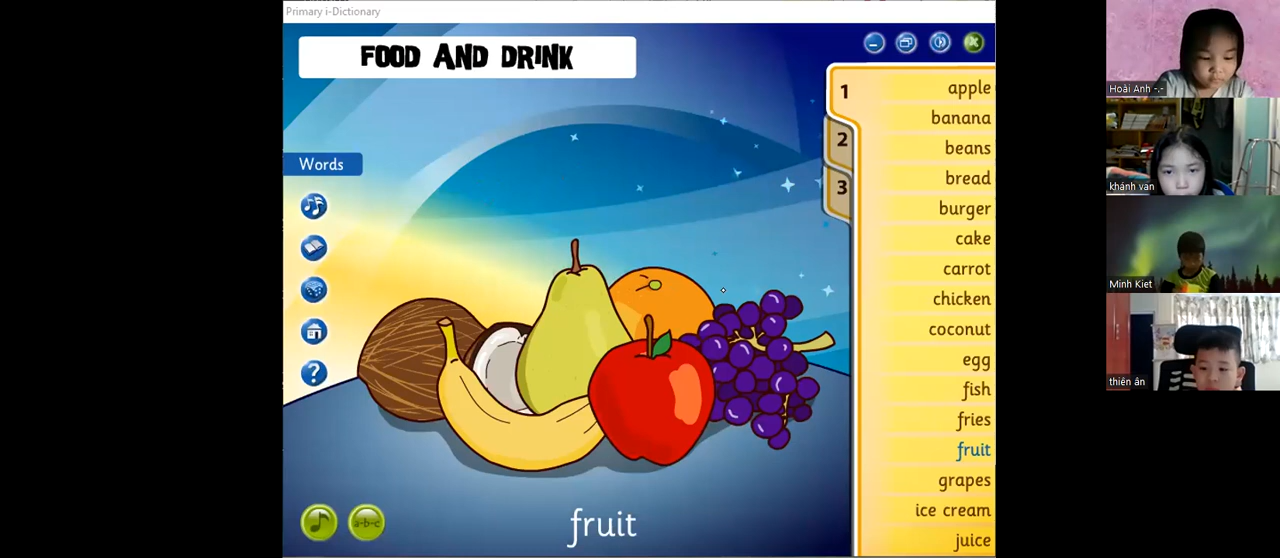 Primary i-Dictionary
FOOD AND DRINK
Words
a-b-c
fruit
1
2
3
apple
banana
beans
bread
burger
cake
carrot
chicken
coconut
egg
fish
fries
fruit
grapes
ice cream
juice
Hoài Anh -.-
khánh vân
Minh Kiet
thiên ân